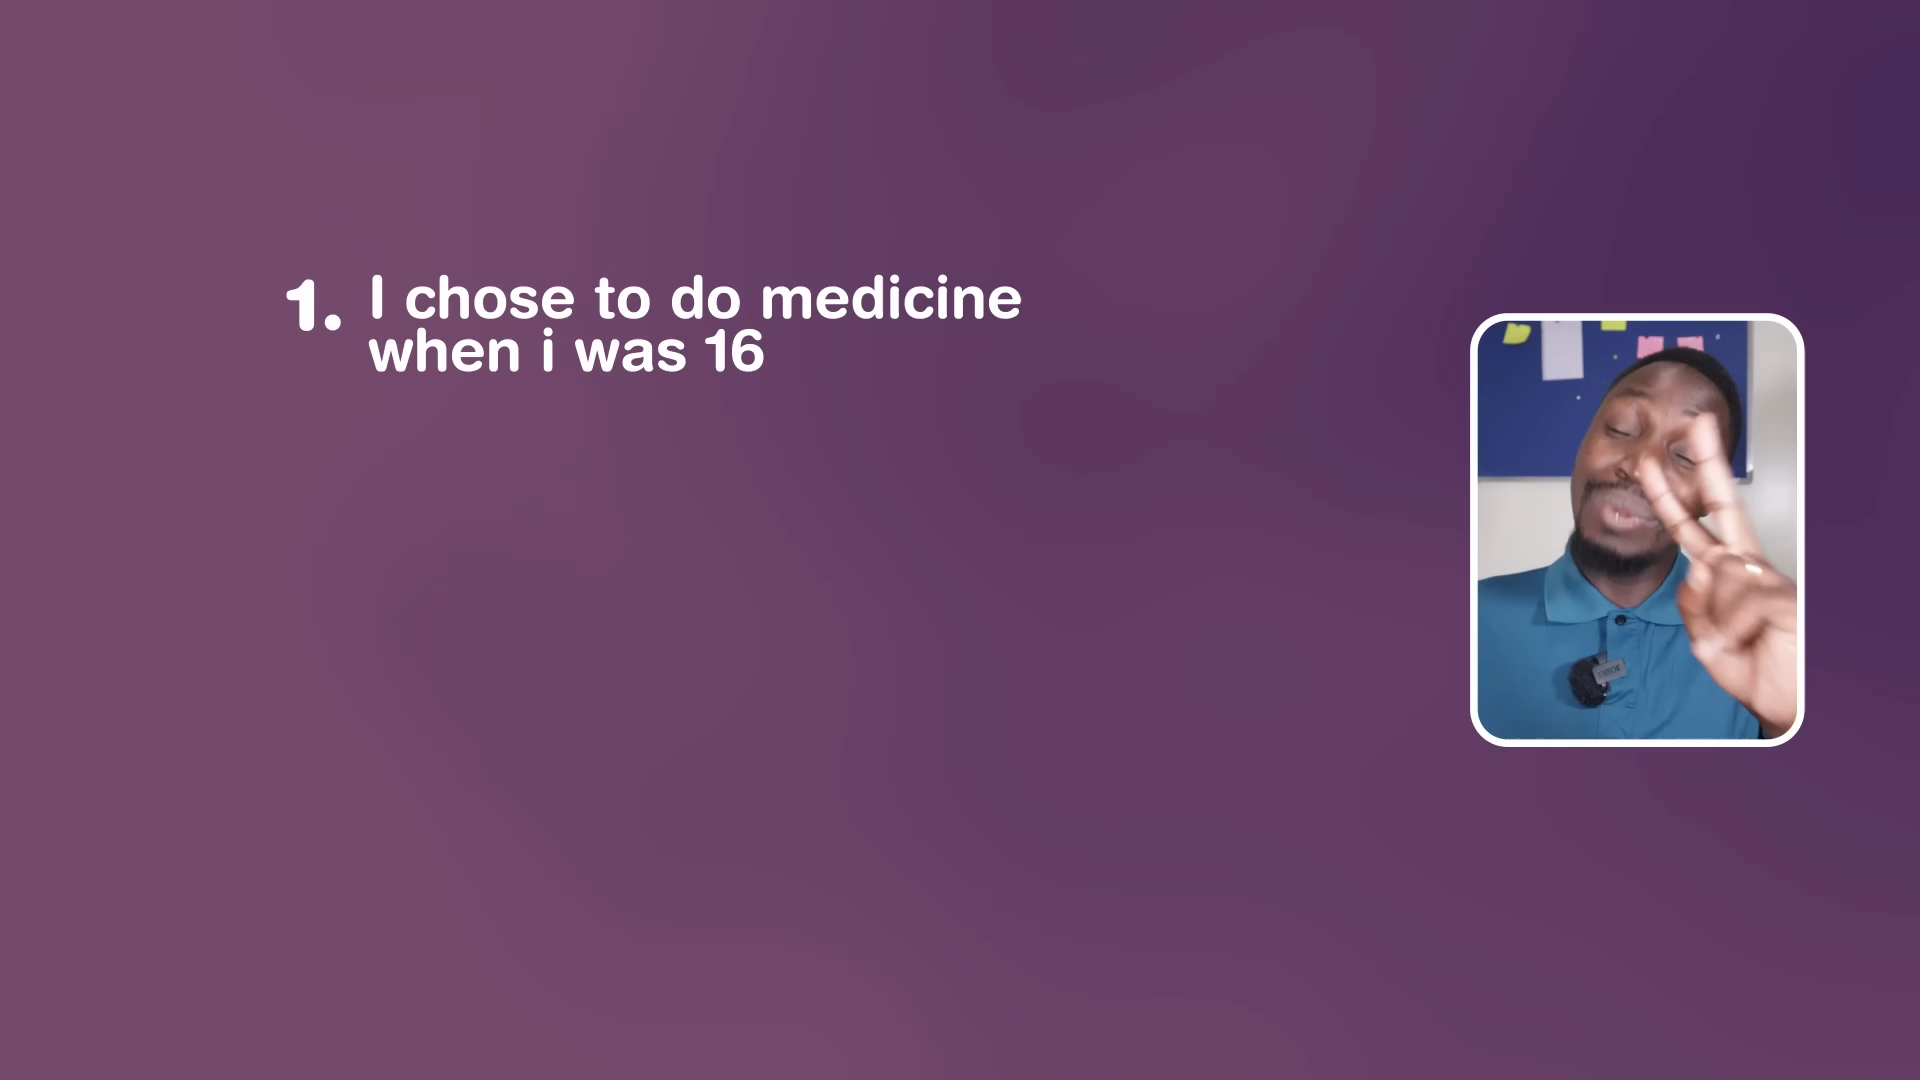 1. I chose to do medicine
when i was 16